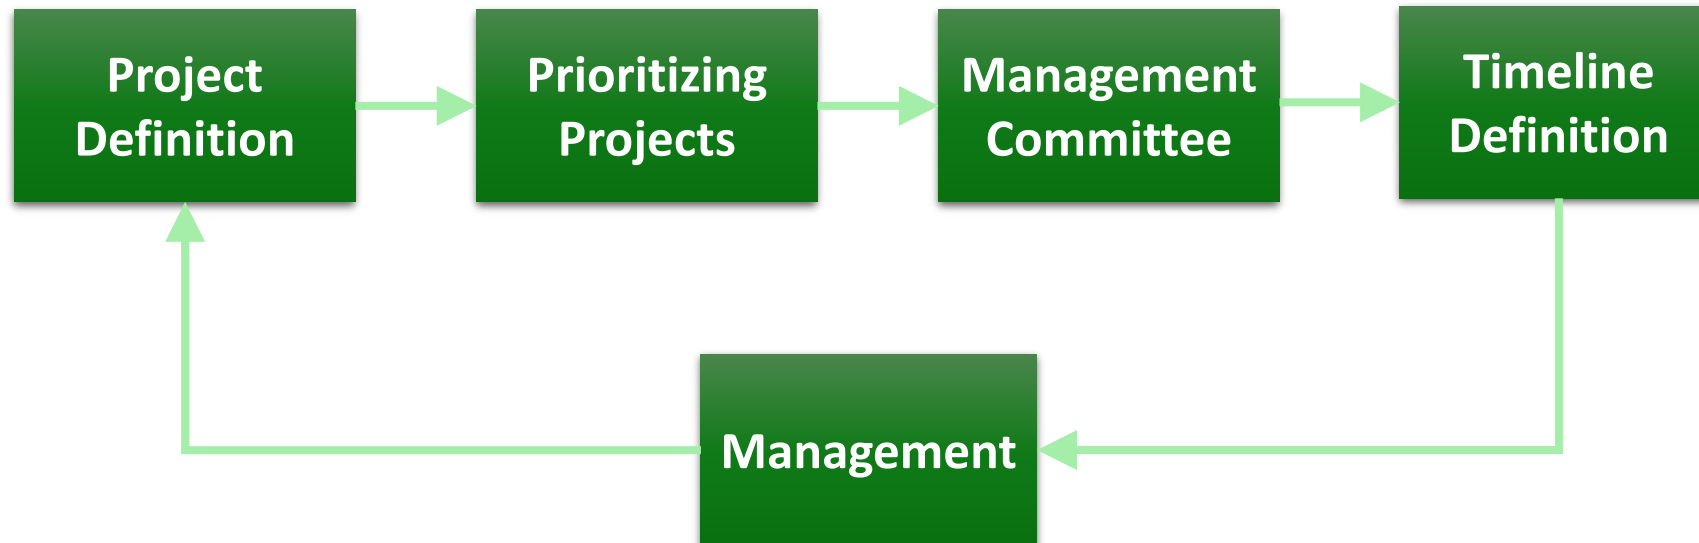 Project
Definition
Prioritizing
Projects
Management
Committee
Timeline
Definition
Management